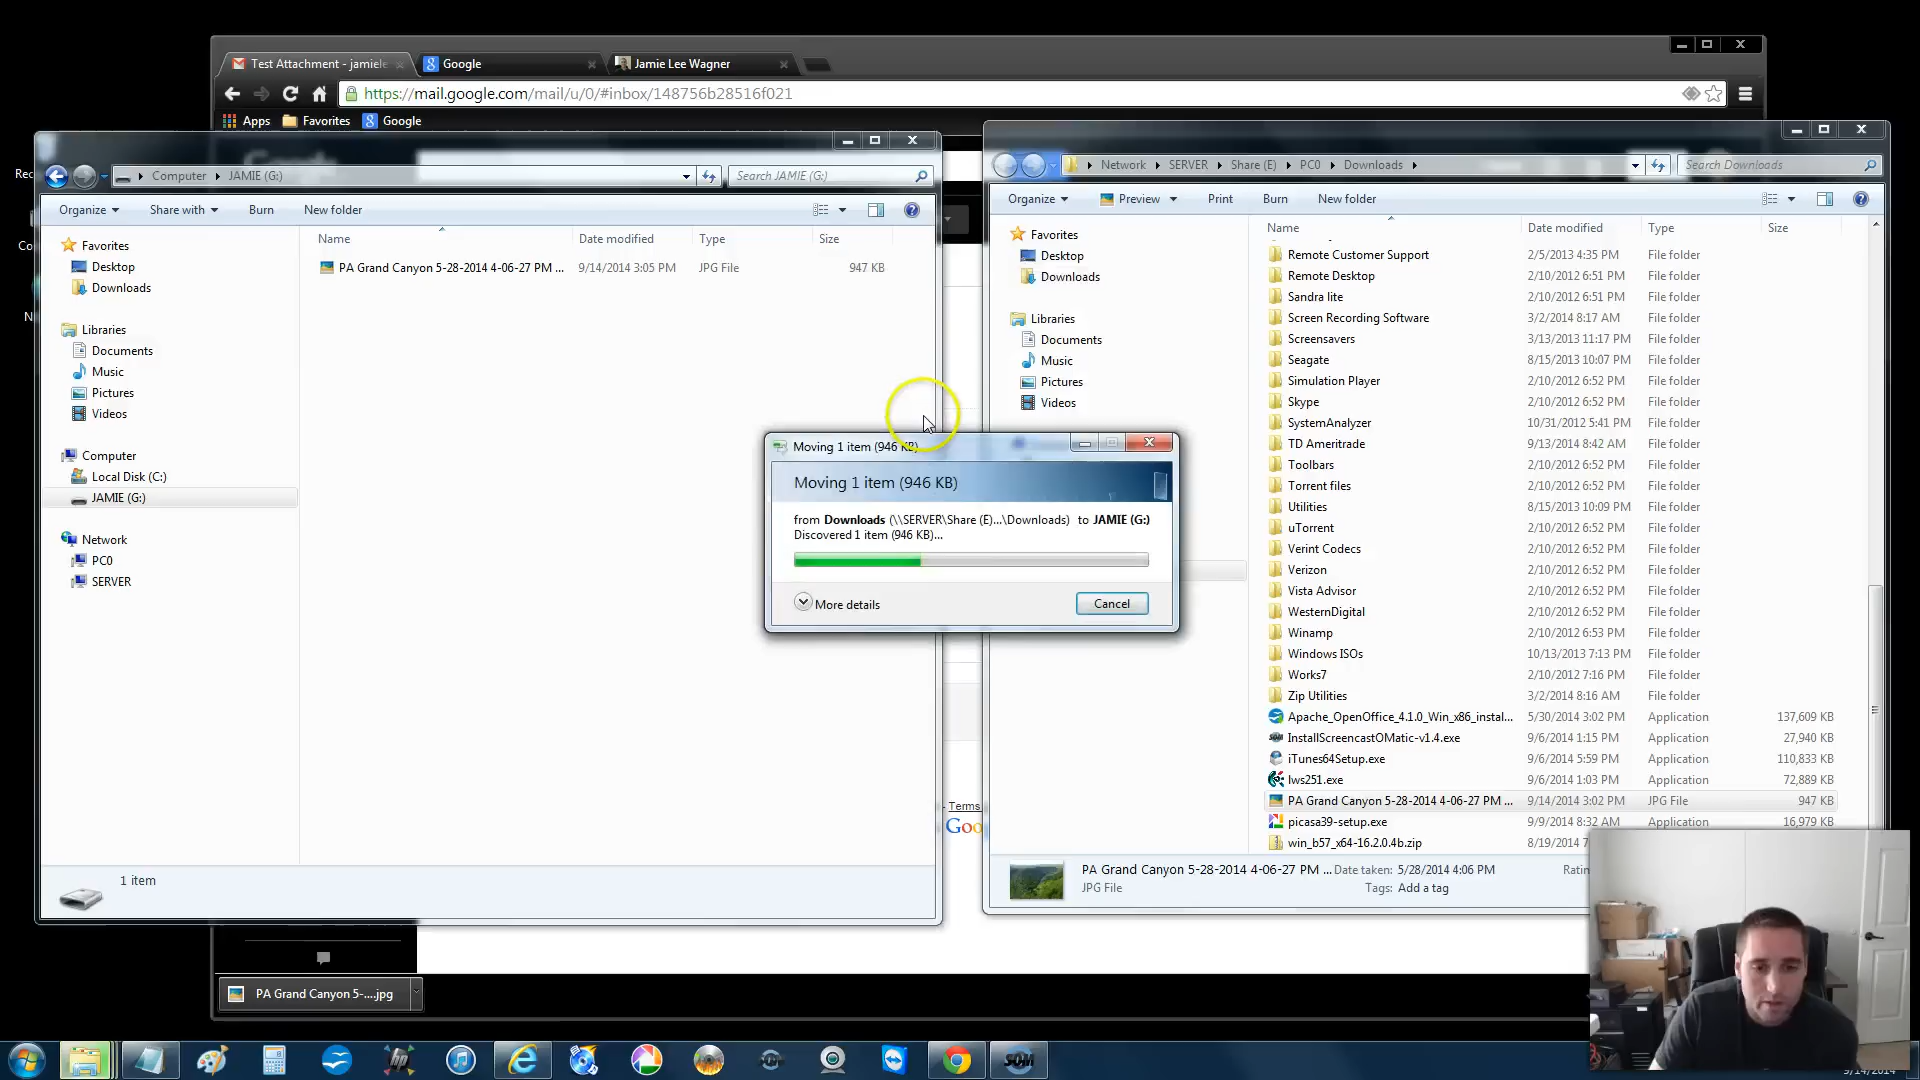 Test Attachment - jamiele
Google
Jamie Lee Wagner
https://mail.google.com/mail/u/0/#inbox/148756b28516f021
Apps
Favorites
Google
Computer
JAMIE (G:)
Search JAMIE (G:)
Organize
Share with
Burn
New folder
Favorites
Desktop
Downloads
Libraries
Documents
Music
Pictures
Videos
Computer
Local Disk (C:)
JAMIE (G:)
Network
PC0
SERVER
Name Date modified Type Size
PA Grand Canyon 5-28-2014 4-06-27 PM ... 9/14/2014 3:05 PM JPG File 947 KB
1 item
Moving 1 item (946 KB)
Moving 1 item (946 KB)
from Downloads (\\SERVER\Share (E)...\Downloads) to JAMIE (G:)
Discovered 1 item (946 KB)...
More details
Cancel
Network
SERVER
Share (E)
PC0
Downloads
Search Downloads
Organize
Preview
Print
Burn
New folder
Favorites
Desktop
Downloads
Libraries
Documents
Music
Pictures
Videos
Name Date modified Type Size
Remote Customer Support 2/5/2013 4:35 PM File folder
Remote Desktop 2/10/2012 6:51 PM File folder
Sandra lite 2/10/2012 6:51 PM File folder
Screen Recording Software 3/2/2014 8:17 AM File folder
Screensavers 3/13/2013 11:17 PM File folder
Seagate 8/15/2013 10:07 PM File folder
Simulation Player 2/10/2012 6:52 PM File folder
Skype 2/10/2012 6:52 PM File folder
SystemAnalyzer 10/31/2012 5:41 PM File folder
TD Ameritrade 9/13/2014 8:42 AM File folder
Toolbars 2/10/2012 6:52 PM File folder
Torrent files 2/10/2012 6:52 PM File folder
Utilities 8/15/2013 10:09 PM File folder
uTorrent 2/10/2012 6:52 PM File folder
Verint Codecs 2/10/2012 6:52 PM File folder
Verizon 2/10/2012 6:52 PM File folder
Vista Advisor 2/10/2012 6:52 PM File folder
WesternDigital 2/10/2012 6:52 PM File folder
Winamp 2/10/2012 6:53 PM File folder
Windows ISOs 10/13/2013 7:13 PM File folder
Works7 2/10/2012 7:16 PM File folder
Zip Utilities 3/2/2014 8:16 AM File folder
Apache_OpenOffice_4.1.0_Win_x86_instal... 5/30/2014 3:02 PM Application 137,609 KB
InstallScreencastOMatic-v1.4.exe 9/6/2014 1:15 PM Application 27,940 KB
iTunes64Setup.exe 9/6/2014 5:59 PM Application 110,833 KB
lws251.exe 9/6/2014 1:03 PM Application 72,889 KB
PA Grand Canyon 5-28-2014 4-06-27 PM ... 9/14/2014 3:02 PM JPG File 947 KB
picasa39-setup.exe 9/9/2014 8:32 AM Application 16,979 KB
win_b57_x64-16.2.0.4b.zip 8/19/2014 7
PA Grand Canyon 5-28-2014 4-06-27 PM ... Date taken: 5/28/2014 4:06 PM Ratin
JPG File Tags: Add a tag
- Terms
Goo
Rec
Co
N
PA Grand Canyon 5-....jpg
hp
SOM